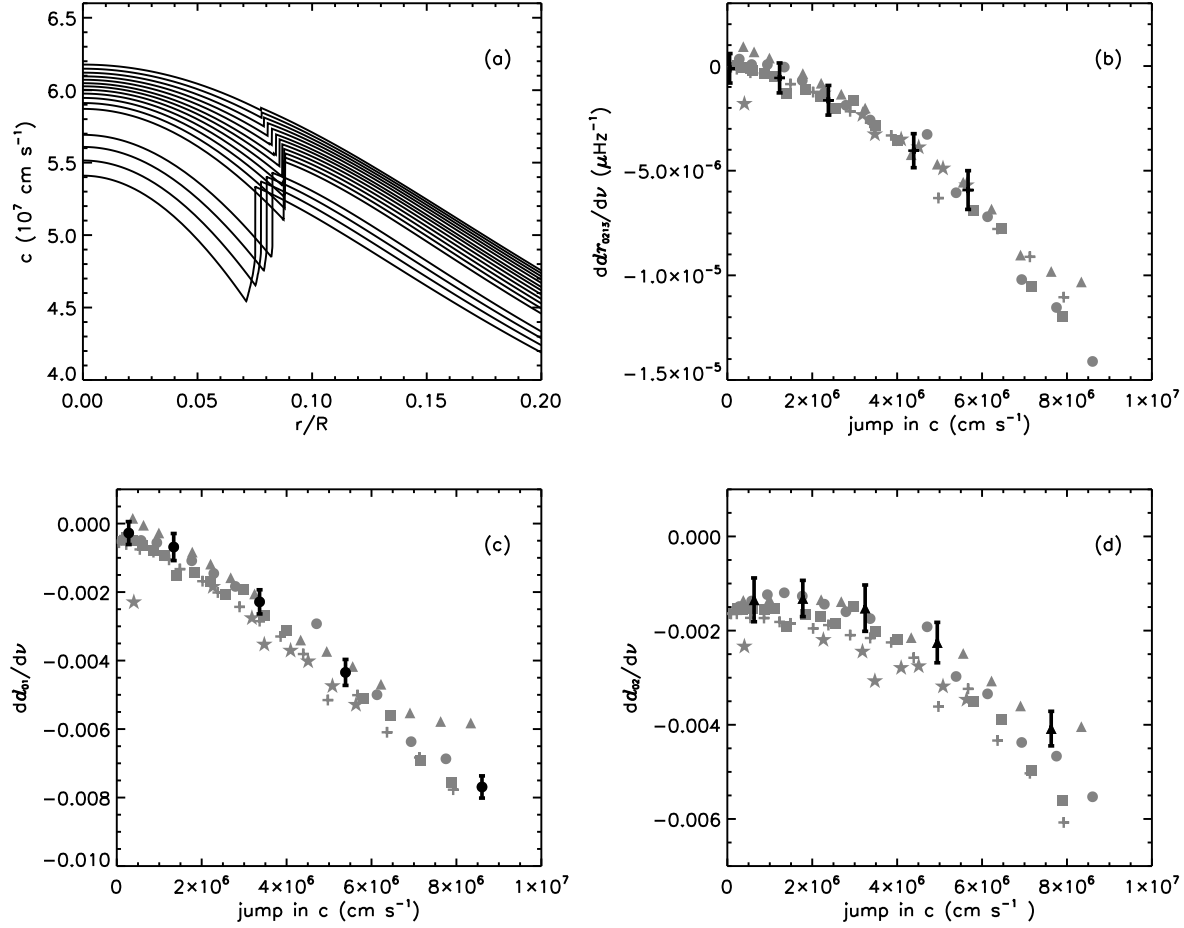 6.5
6.0
5.5
5.0
4.5
4.0
c (10⁷ cm s⁻¹)
(a)
0.00 0.05 0.10 0.15 0.20
r/R
0
−5.0×10⁻⁶
−1.0×10⁻⁵
−1.5×10⁻⁵
ddr₀₂₁₃/dν (μHz⁻¹)
(b)
0 2×10⁶ 4×10⁶ 6×10⁶ 8×10⁶ 1×10⁷
jump in c (cm s⁻¹)
0.000
−0.002
−0.004
−0.006
−0.008
−0.010
dd₀₁/dν
(c)
0 2×10⁶ 4×10⁶ 6×10⁶ 8×10⁶ 1×10⁷
jump in c (cm s⁻¹)
0.000
−0.002
−0.004
−0.006
dd₀₂/dν
(d)
0 2×10⁶ 4×10⁶ 6×10⁶ 8×10⁶ 1×10⁷
jump in c (cm s⁻¹ )